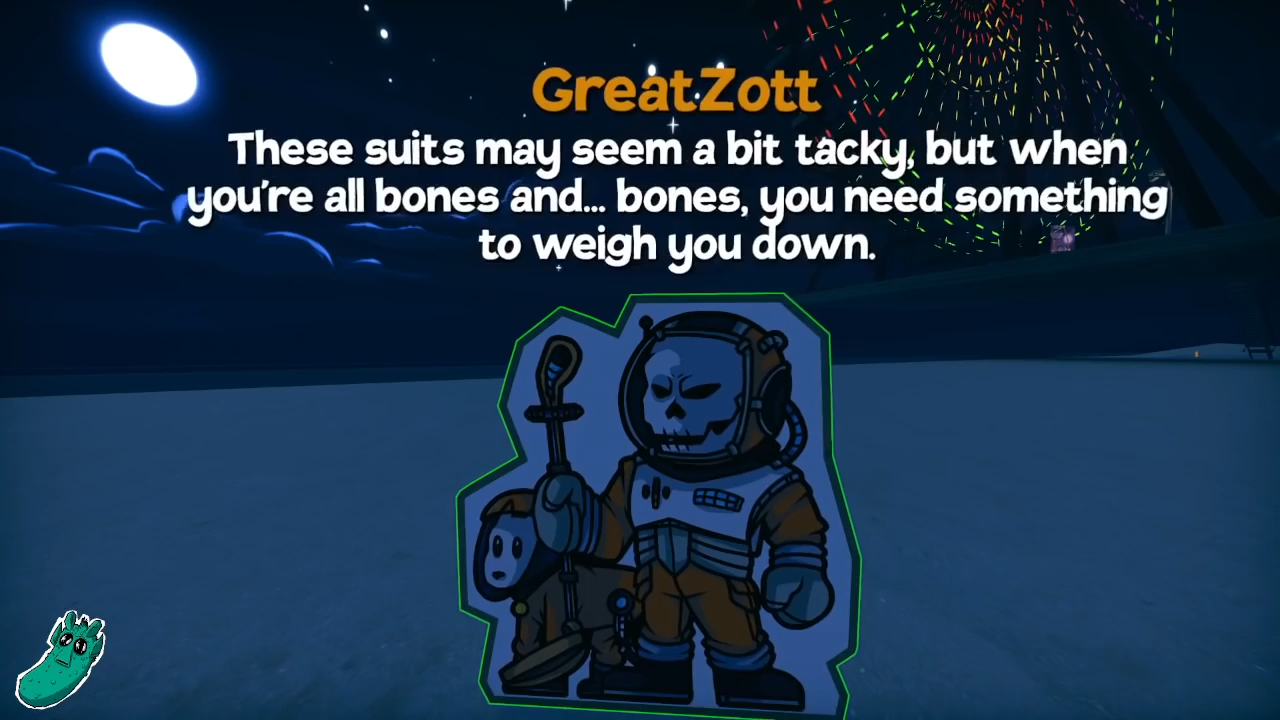 GreatZott
These suits may seem a bit tacky, but when
you're all bones and... bones, you need something
to weigh you down.